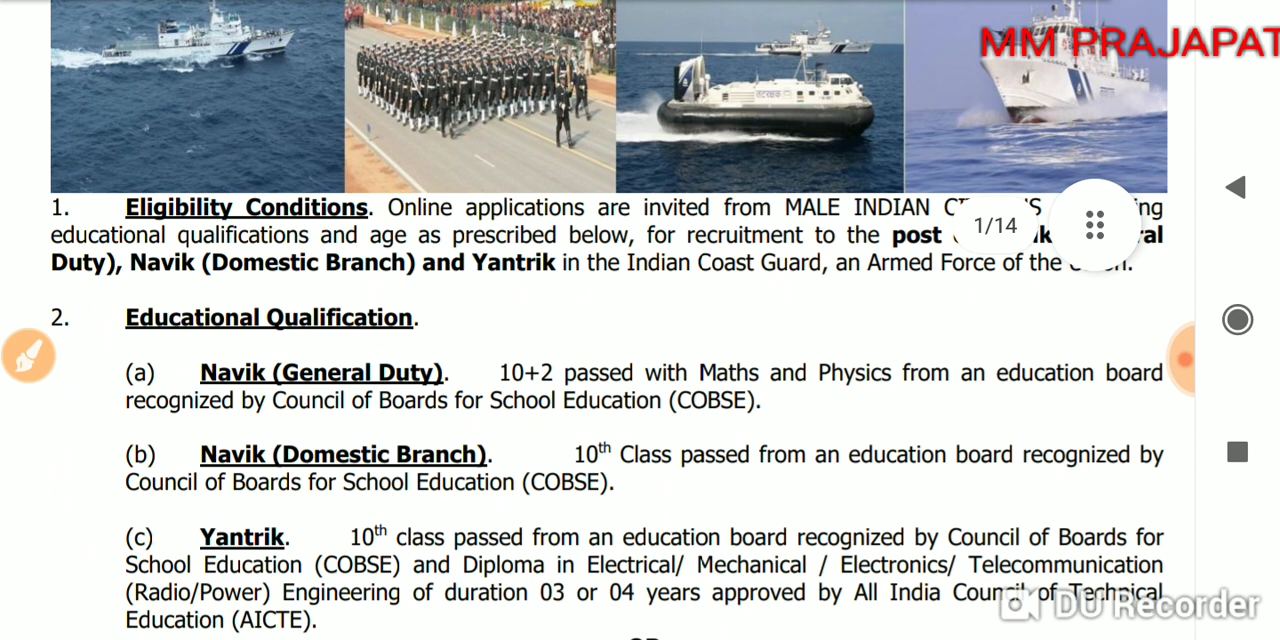 MM PRAJAPAT
1. Eligibility Conditions. Online applications are invited from MALE INDIAN
educational qualifications and age as prescribed below, for recruitment to the post
Duty), Navik (Domestic Branch) and Yantrik in the Indian Coast Guard, an Armed Force of the
1/14
2. Educational Qualification.
(a) Navik (General Duty). 10+2 passed with Maths and Physics from an education board
recognized by Council of Boards for School Education (COBSE).
(b) Navik (Domestic Branch). 10th Class passed from an education board recognized by
Council of Boards for School Education (COBSE).
(c) Yantrik. 10th class passed from an education board recognized by Council of Boards for
School Education (COBSE) and Diploma in Electrical/ Mechanical / Electronics/ Telecommunication
(Radio/Power) Engineering of duration 03 or 04 years approved by All India Council of Technical
Education (AICTE).
DU Recorder